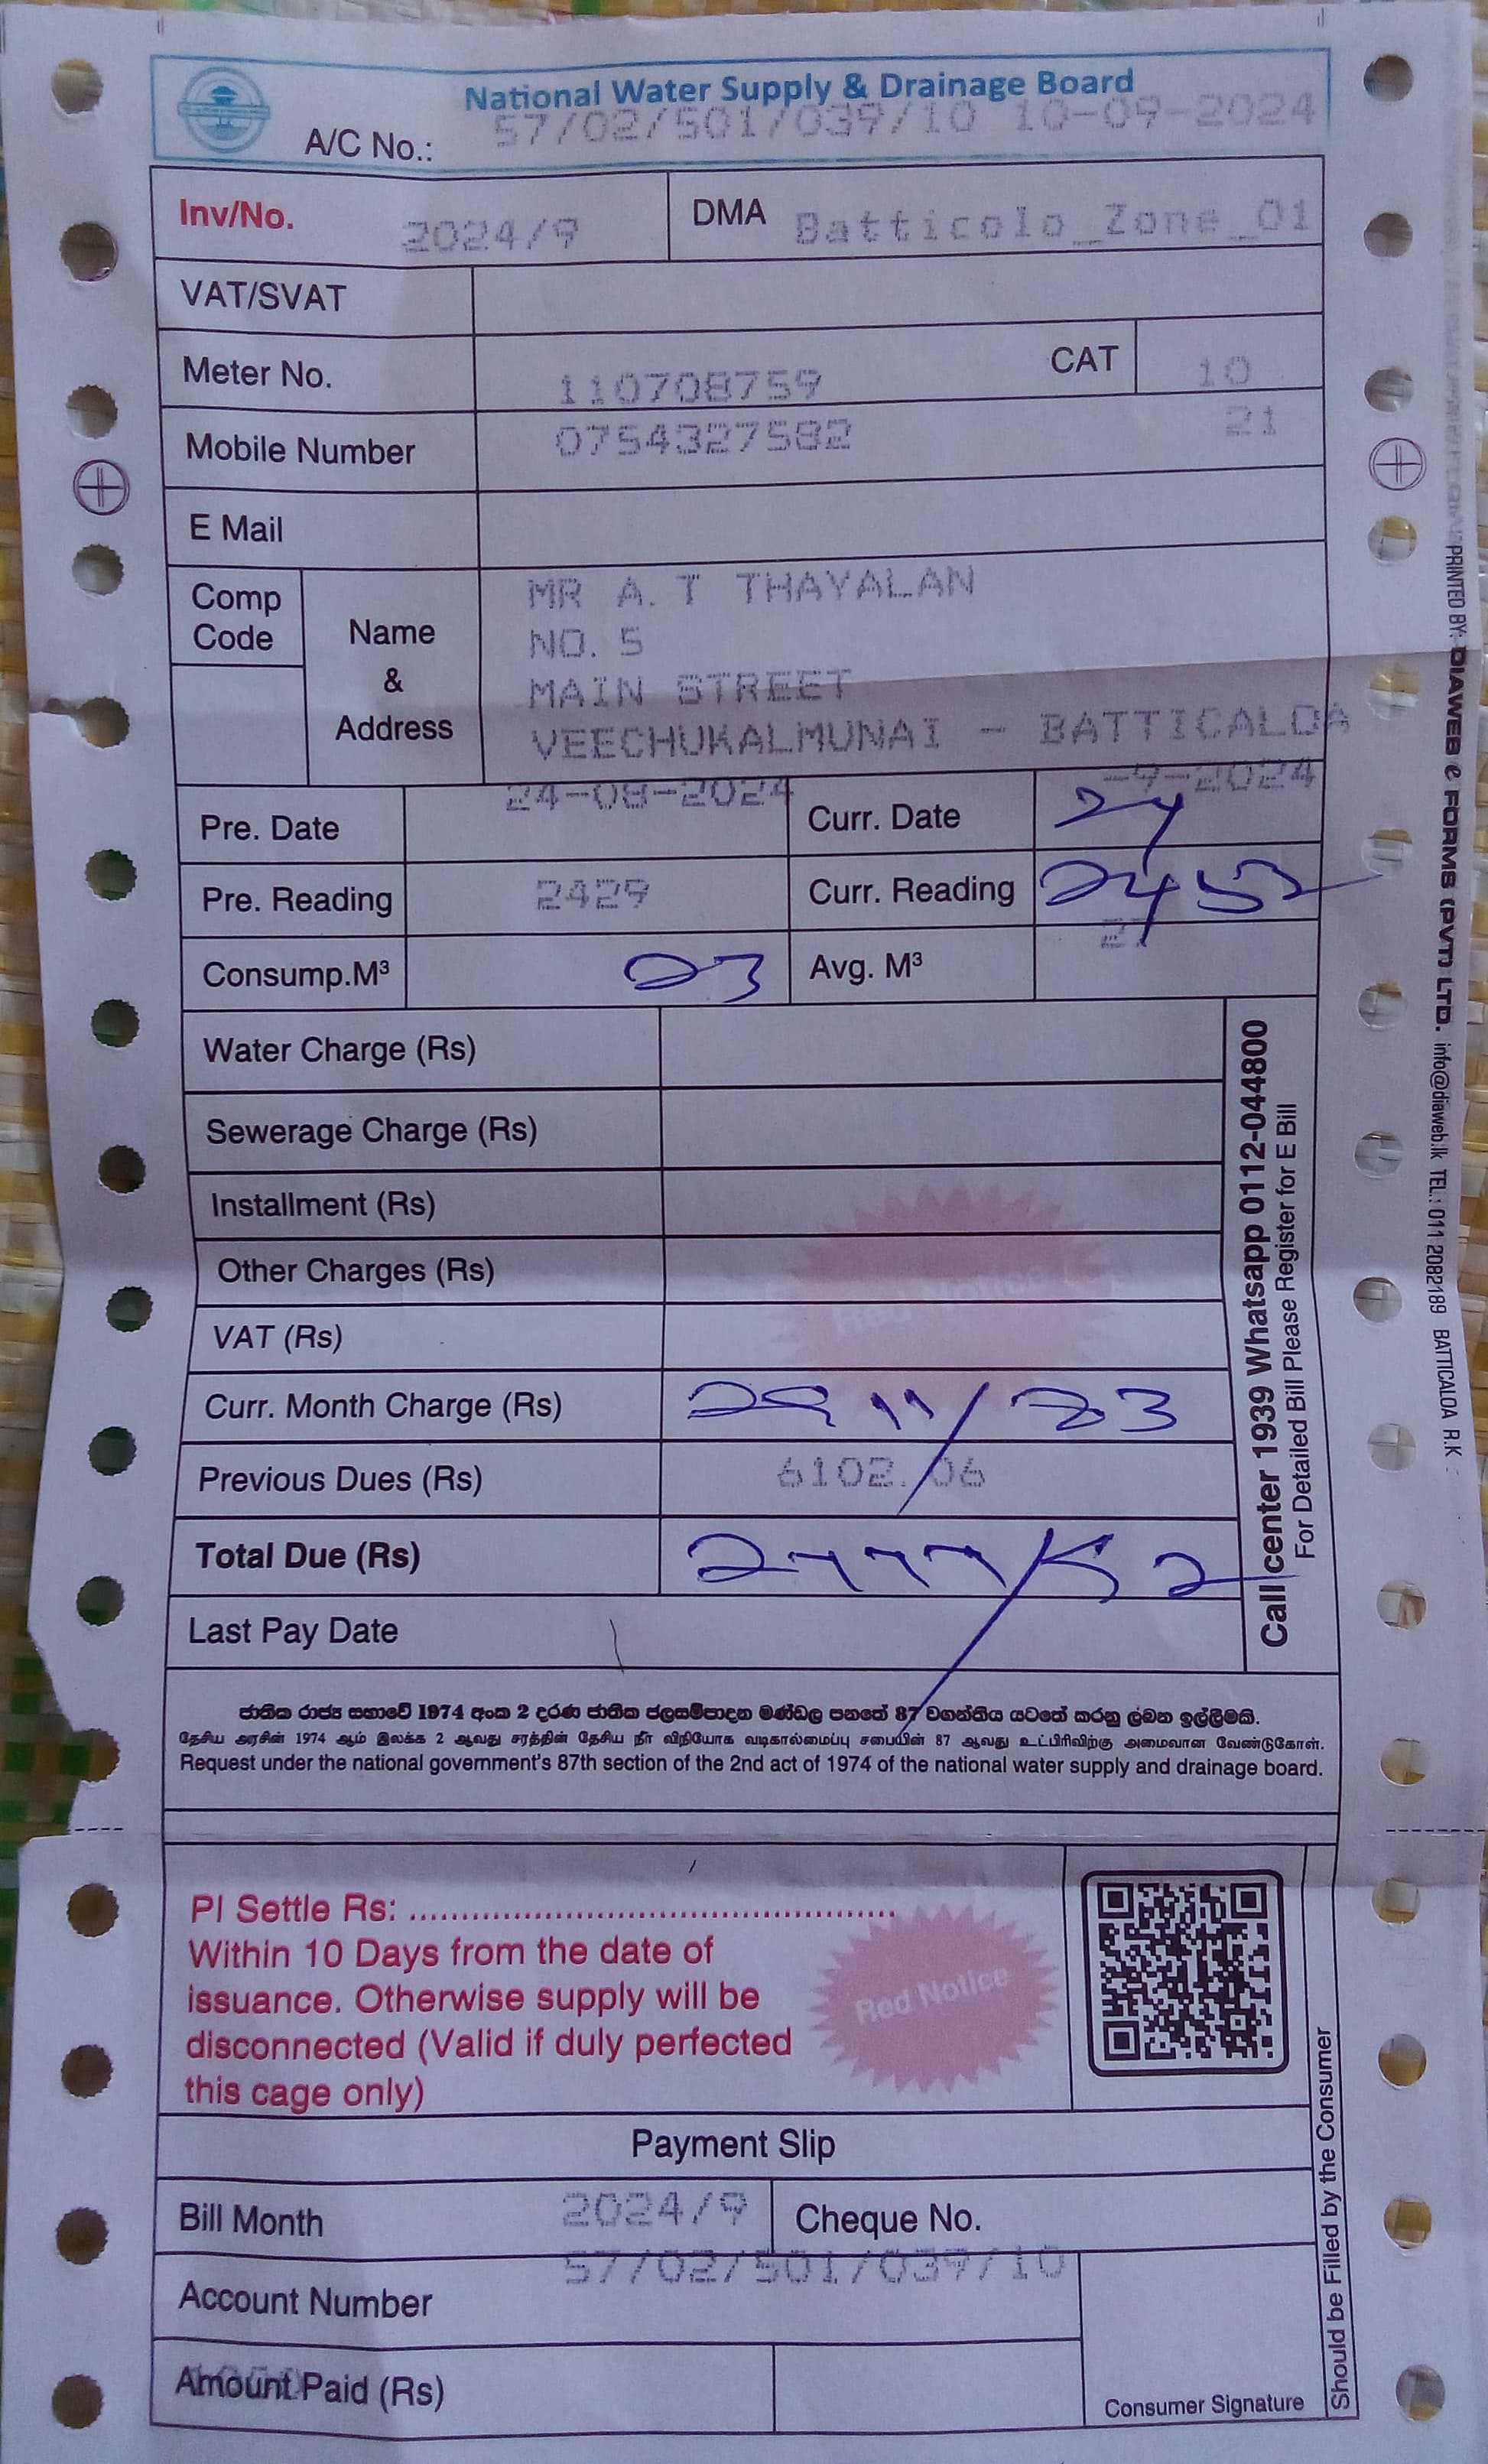 National Water Supply & Drainage Board
A/C No.: 57/02/501/039/10 10-09-2024
Inv/No. 2024/9 DMA Batticolo_Zone_01
VAT/SVAT
Meter No. 110708759 CAT 10
Mobile Number 0754327582 21
E Mail
Comp Code
Name & Address
MR A. T THAYALAN
NO. 5
MAIN STREET
VEECHUKALMUNAI - BATTICALOA
Pre. Date 24-08-2024 Curr. Date 24 -9-2024
Pre. Reading 2429 Curr. Reading 2452
Consump.M³ 23 Avg. M³
Water Charge (Rs)
Sewerage Charge (Rs)
Installment (Rs)
Other Charges (Rs)
VAT (Rs)
Curr. Month Charge (Rs)
Previous Dues (Rs) 6102.06
Total Due (Rs)
Last Pay Date
Call center 1939 Whatsapp 0112-044800
For Detailed Bill Please Register for E Bill
PRINTED BY: DIAWEB e FORMS (PVT) LTD. info@diaweb.lk TEL.: 011 2082189 BATTICALOA R.K
Red Notice
ජාතික රාජ්‍ය සභාවේ 1974 අංක 2 දරණ ජාතික ජලසම්පාදන මණ්ඩල පනතේ 87 වගන්තිය යටතේ කරනු ලබන ඉල්ලීමකි.
தேசிய அரசின் 1974 ஆம் இலக்க 2 ஆவது சரத்தின் தேசிய நீர் விநியோக வடிகாலமைப்பு சபையின் 87 ஆவது உட்பிரிவிற்கு அமைவான வேண்டுகோள்.
Request under the national government's 87th section of the 2nd act of 1974 of the national water supply and drainage board.
Pl Settle Rs: ..........................................................
Within 10 Days from the date of
issuance. Otherwise supply will be
disconnected (Valid if duly perfected
this cage only)
Red Notice
Payment Slip
Bill Month 2024/9 Cheque No.
Account Number 57/02/501/039/10
Amount Paid (Rs)
Consumer Signature
Should be Filled by the Consumer